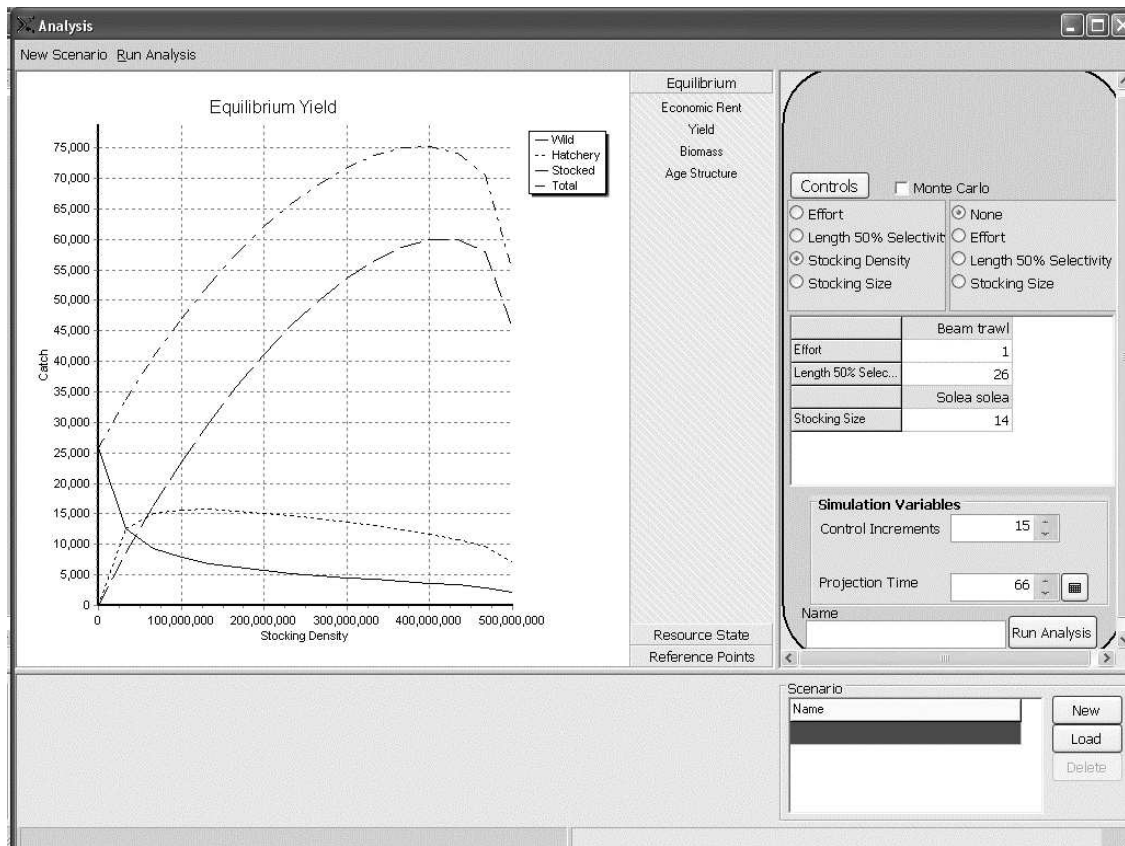 Analysis
New Scenario Run Analysis
Equilibrium Yield
Wild
Hatchery
Stocked
Total
75,000
70,000
65,000
60,000
55,000
50,000
45,000
40,000
35,000
30,000
25,000
20,000
15,000
10,000
5,000
0
Catch
0 100,000,000 200,000,000 300,000,000 400,000,000 500,000,000
Stocking Density
Equilibrium
Economic Rent
Yield
Biomass
Age Structure
Resource State
Reference Points
Controls Monte Carlo
Effort
Length 50% Selectivit
Stocking Density
Stocking Size
None
Effort
Length 50% Selectivity
Stocking Size
Beam trawl
Effort 1
Length 50% Selec... 26
Solea solea
Stocking Size 14
Simulation Variables
Control Increments 15
Projection Time 66
Name
Run Analysis
Scenario
Name
New
Load
Delete